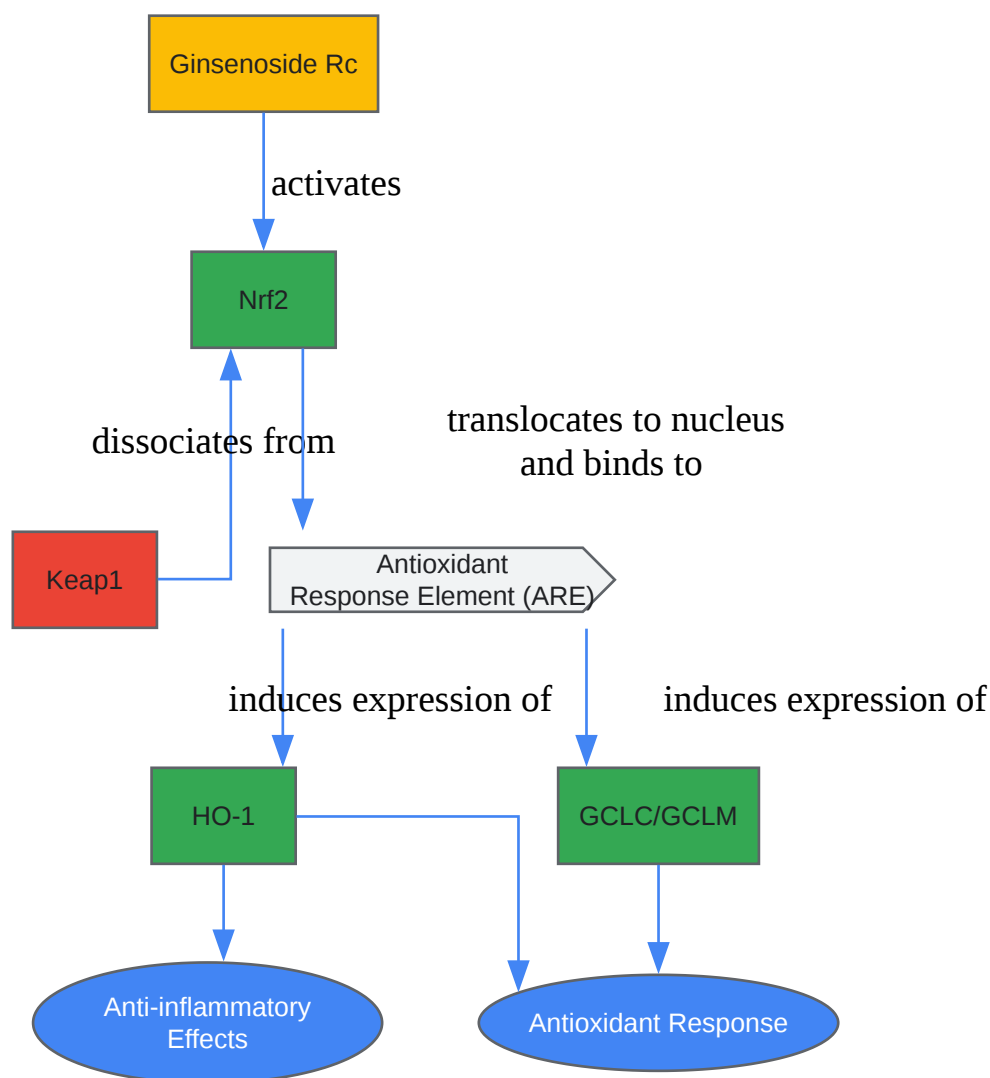 Ginsenoside Rc
activates
Nrf2
translocates to nucleus
and binds to
dissociates from
Keap1
Antioxidant
Response Element (ARE)
induces expression of
induces expression of
HO-1
GCLC/GCLM
Anti-inflammatory
Effects
Antioxidant Response